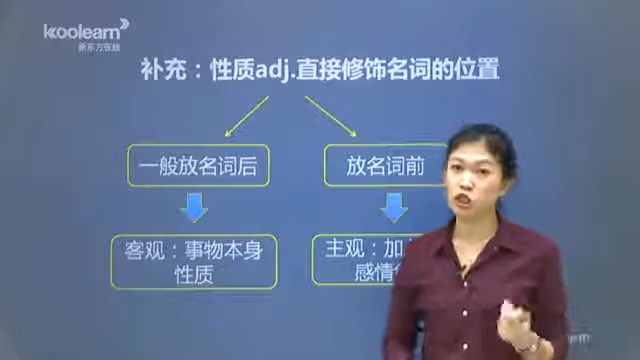 koolearn
新东方在线
补充：性质adj.直接修饰名词的位置
一般放名词后
放名词前
客观：事物本身
性质
主观：加
感情